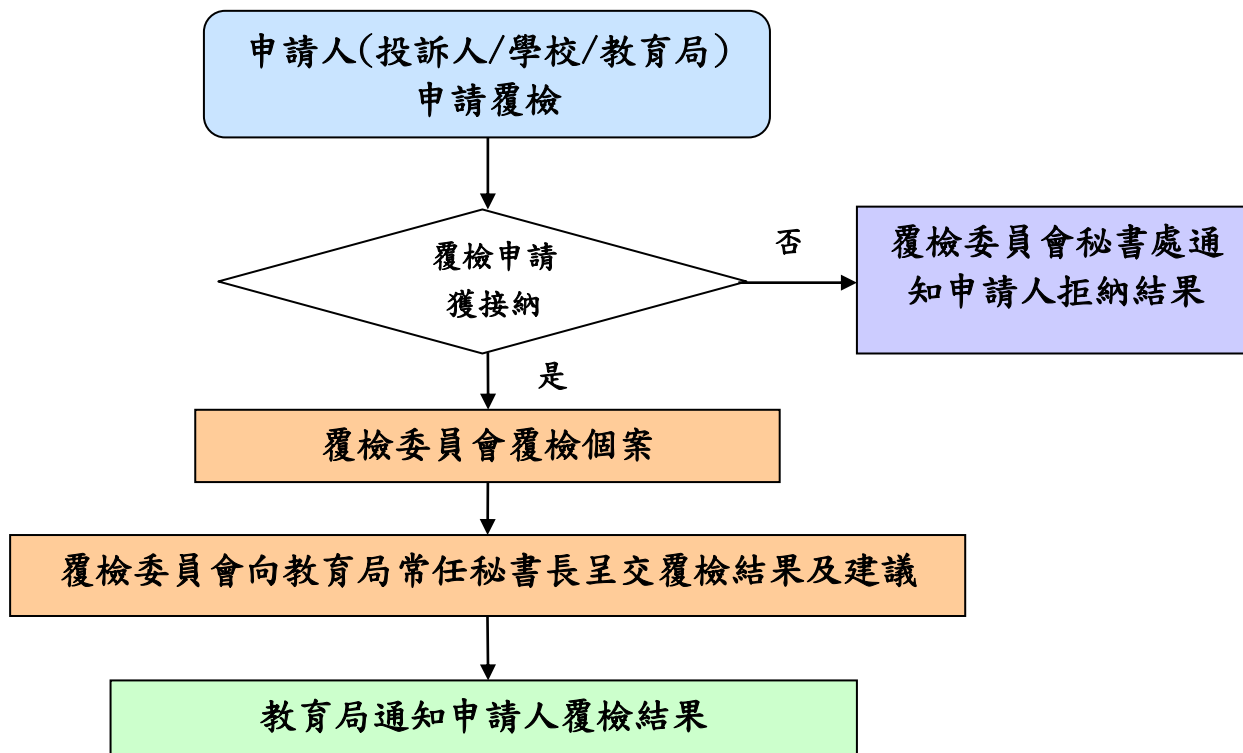 申請人(投訴人/學校/教育局)
申請覆檢
覆檢申請
獲接納
否
覆檢委員會秘書處通
知申請人拒納結果
是
覆檢委員會覆檢個案
覆檢委員會向教育局常任秘書長呈交覆檢結果及建議
教育局通知申請人覆檢結果